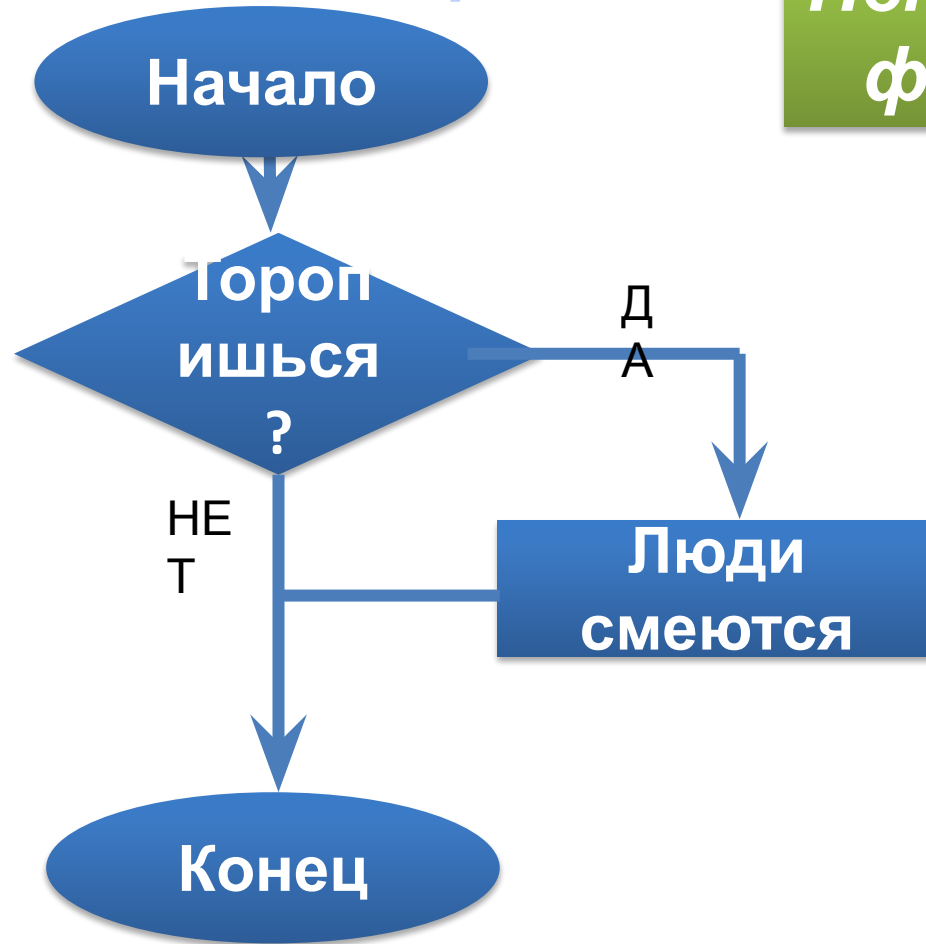 Начало
Тороп
ишься
?
Д
А
НЕ
Т
Люди
смеются
Конец